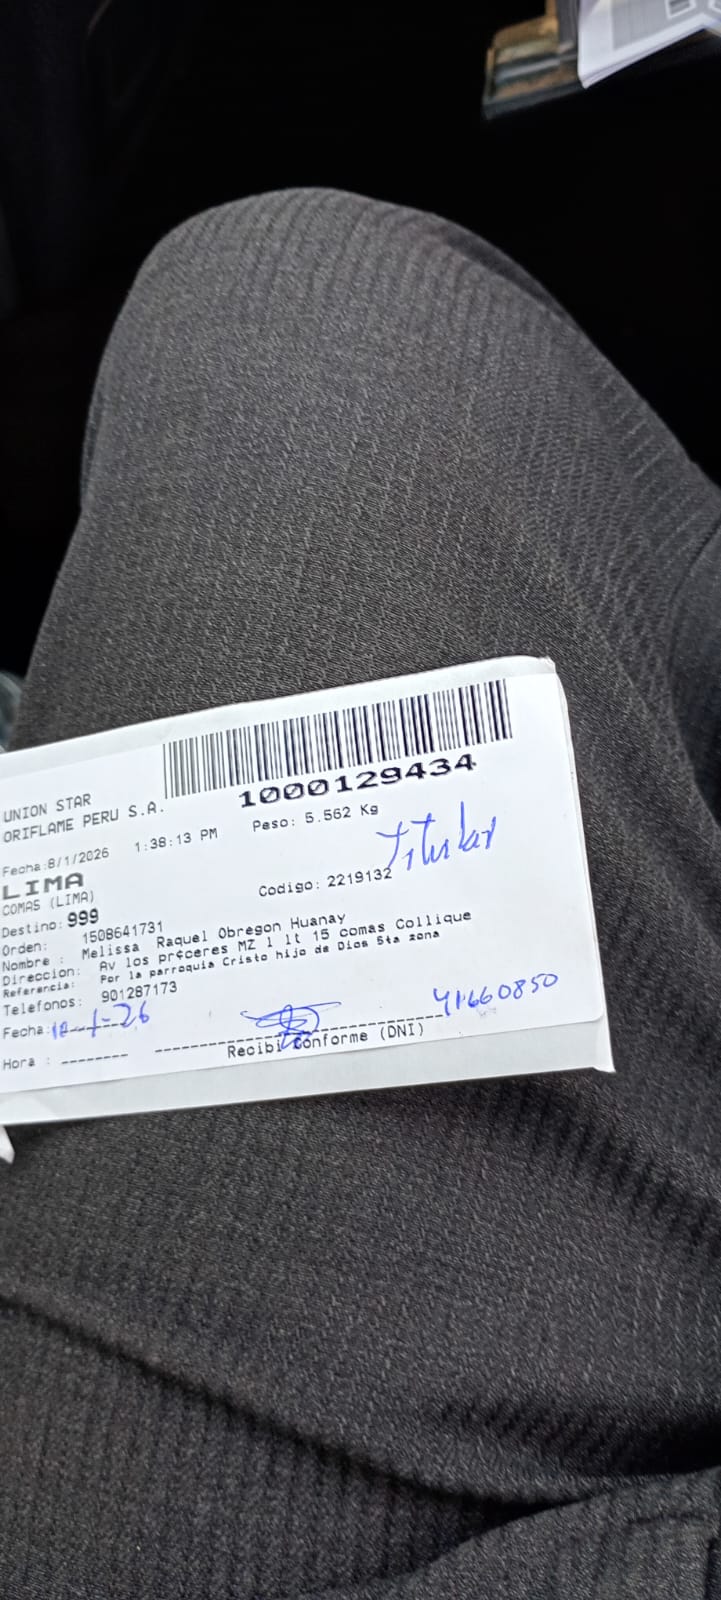 1000129434
UNION STAR
ORIFLAME PERU S.A.
Peso: 5.562 Kg
Fecha:8/1/2026 1:38:13 PM
Titular
LIMA
COMAS (LIMA)
Codigo: 2219132
Destino: 999
Orden: 1508641731
Nombre : Melissa Raquel Obregon Huanay
Direccion: Av los pr¢ceres MZ 1 lt 15 comas Collique
Referencia: Por la parroquia Cristo hijo de Dios 5ta zona
Telefonos: 901287173
Fecha: -1-26
41660850
Hora : --------
Recibi Conforme (DNI)